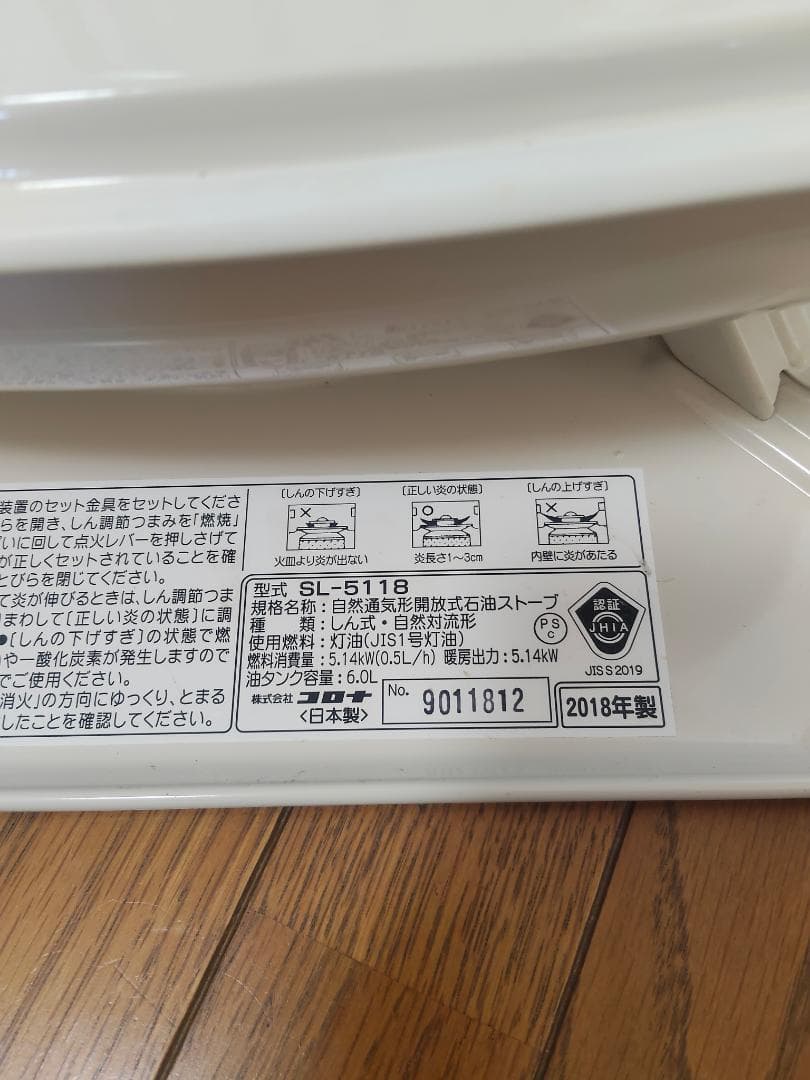 装置のセット金具をセットしてくださ
らを開き、しん調節つまみを「燃焼」
いに回して点火レバーを押しさげて
が正しくセットされていることを確
とびらを閉じてください。
て炎が伸びるときは、しん調節つま
まわして〔正しい炎の状態〕に調
●〔しんの下げすぎ〕の状態で燃
や一酸化炭素が発生しますので
でご使用ください。
消火」の方向にゆっくり、とまる
したことを確認してください。
〔しんの下げすぎ〕
火皿より炎が出ない
〔正しい炎の状態〕
炎長さ1～3cm
〔しんの上げすぎ〕
内壁に炎があたる
型式 SL-5118
規格名称：自然通気形開放式石油ストーブ
種　類：しん式・自然対流形
使用燃料：灯油(JIS1号灯油)
燃料消費量：5.14kW(0.5L/h) 暖房出力：5.14kW
油タンク容量：6.0L
株式会社 コロナ
〈日本製〉
No. 9011812
2018年製
PS
C
認証
JHIA
JIS S 2019